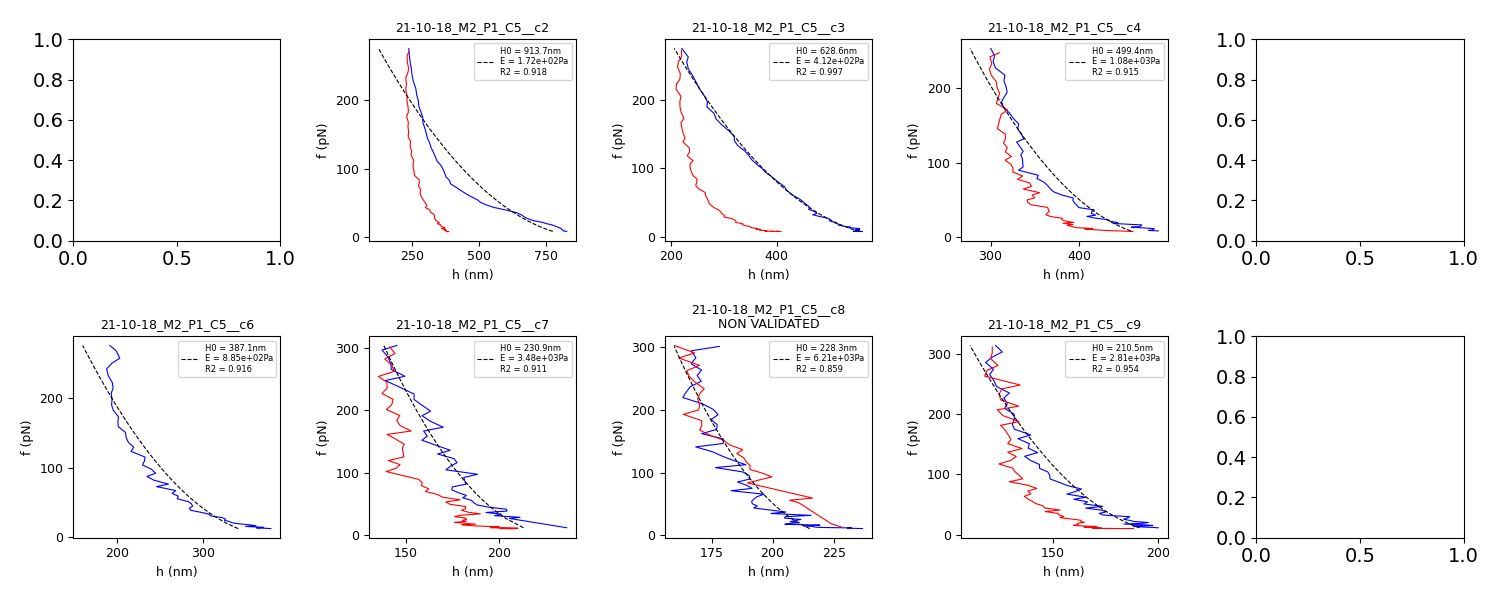 1.0
0.8
0.6
0.4
0.2
0.0
0.0 0.5 1.0
21-10-18_M2_P1_C5__c2
H0 = 913.7nm
E = 1.72e+02Pa
R2 = 0.918
f (pN)
200
100
0
250 500 750
h (nm)
21-10-18_M2_P1_C5__c3
H0 = 628.6nm
E = 4.12e+02Pa
R2 = 0.997
f (pN)
200
100
0
200 400
h (nm)
21-10-18_M2_P1_C5__c4
H0 = 499.4nm
E = 1.08e+03Pa
R2 = 0.915
f (pN)
200
100
0
300 400
h (nm)
1.0
0.8
0.6
0.4
0.2
0.0
0.0 0.5 1.0
21-10-18_M2_P1_C5__c6
H0 = 387.1nm
E = 8.85e+02Pa
R2 = 0.916
f (pN)
200
100
0
200 300
h (nm)
21-10-18_M2_P1_C5__c7
H0 = 230.9nm
E = 3.48e+03Pa
R2 = 0.911
f (pN)
300
200
100
0
150 200
h (nm)
21-10-18_M2_P1_C5__c8
NON VALIDATED
H0 = 228.3nm
E = 6.21e+03Pa
R2 = 0.859
f (pN)
300
200
100
0
175 200 225
h (nm)
21-10-18_M2_P1_C5__c9
H0 = 210.5nm
E = 2.81e+03Pa
R2 = 0.954
f (pN)
300
200
100
0
150 200
h (nm)
1.0
0.8
0.6
0.4
0.2
0.0
0.0 0.5 1.0